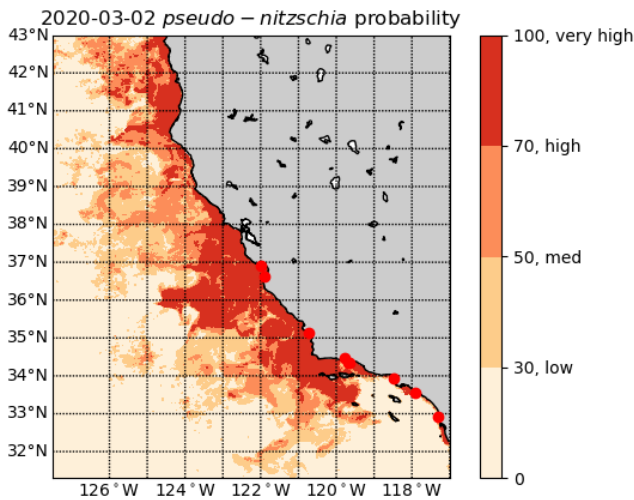 2020-03-02 pseudo − nitzschia probability
43°N
42°N
41°N
40°N
39°N
38°N
37°N
36°N
35°N
34°N
33°N
32°N
126°W 124°W 122°W 120°W 118°W
100, very high
70, high
50, med
30, low
0